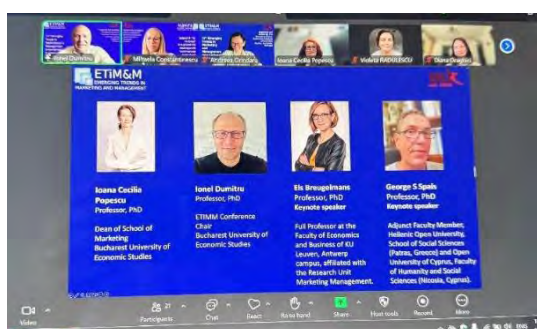 Ionel Dumitru
Mihaela Constantinescu
Andreea Orindaru
Ioana Cecilia Popescu
Violeta RADULESCU
ETIM&M
EMERGING TRENDS IN
MARKETING AND MANAGEMENT
Ioana Cecilia
Popescu
Professor, PhD
Dean of School of
Marketing
Bucharest University of
Economic Studies
Ionel Dumitru
Professor, PhD
ETIMM Conference
Chair
Bucharest University of
Economic Studies
Els Breugelmans
Professor, PhD
Keynote speaker
Full Professor at the
Faculty of Economics
and Business of KU
Leuven, Antwerp
campus, affiliated with
the Research Unit
Marketing Management.
George S Spais
Professor, PhD
Keynote speaker
Adjunct Faculty Member,
Hellenic Open University,
School of Social Sciences
(Patras, Greece) and Open
University of Cyprus, Faculty
of Humanity and Social
Sciences (Nicosia, Cyprus).
Video
21
Participants
Chat
React
Raise hand
Share
Host tools
Record
More
ENG